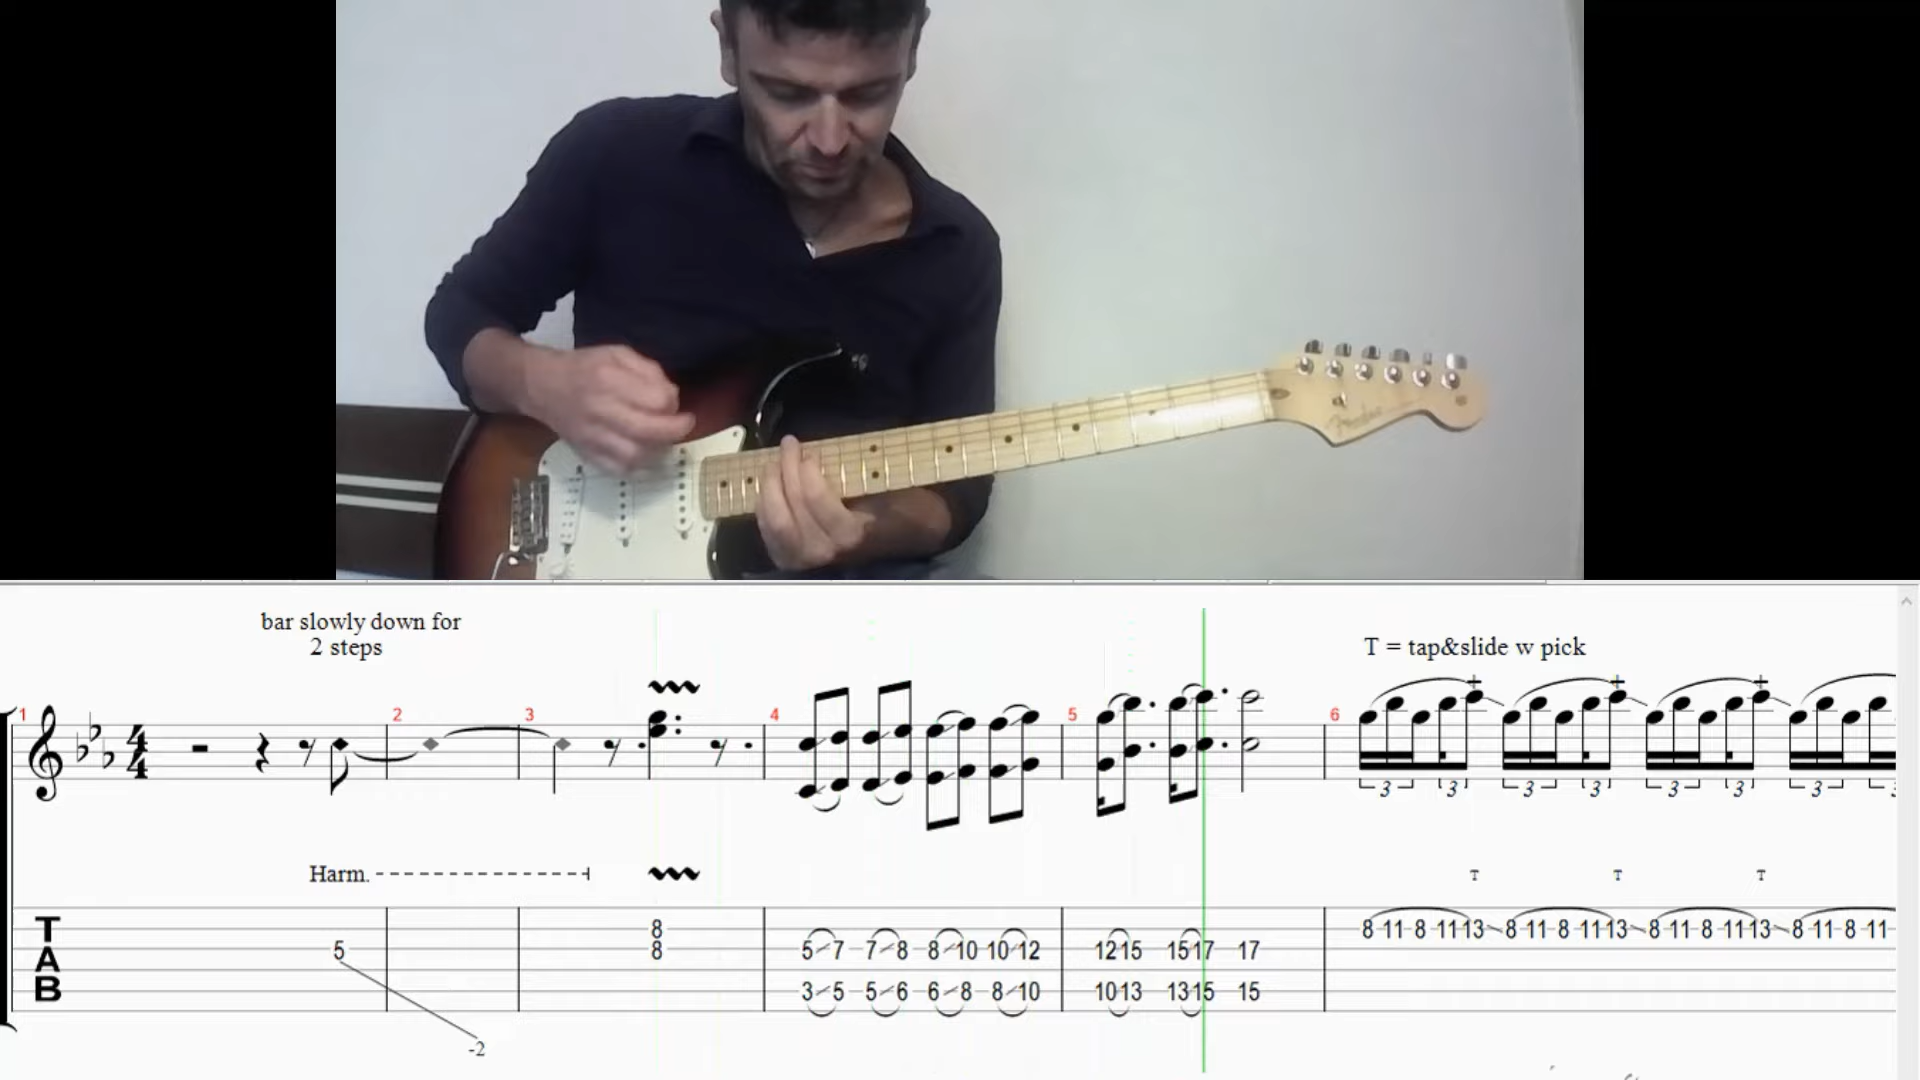 Fender
bar slowly down for
2 steps
T = tap&slide w pick
1 2 3 4 5 6
4
4
3 3 3 3 3 3 3
Harm.
T T T
T
A
B
8 8 11 8 11 13 8 11 8 11 13 8 11 8 11 13 8 11 8 11
5 8 5 7 7 8 8 10 10 12 12 15 15 17 17
3 5 5 6 6 8 8 10 10 13 13 15 15
-2